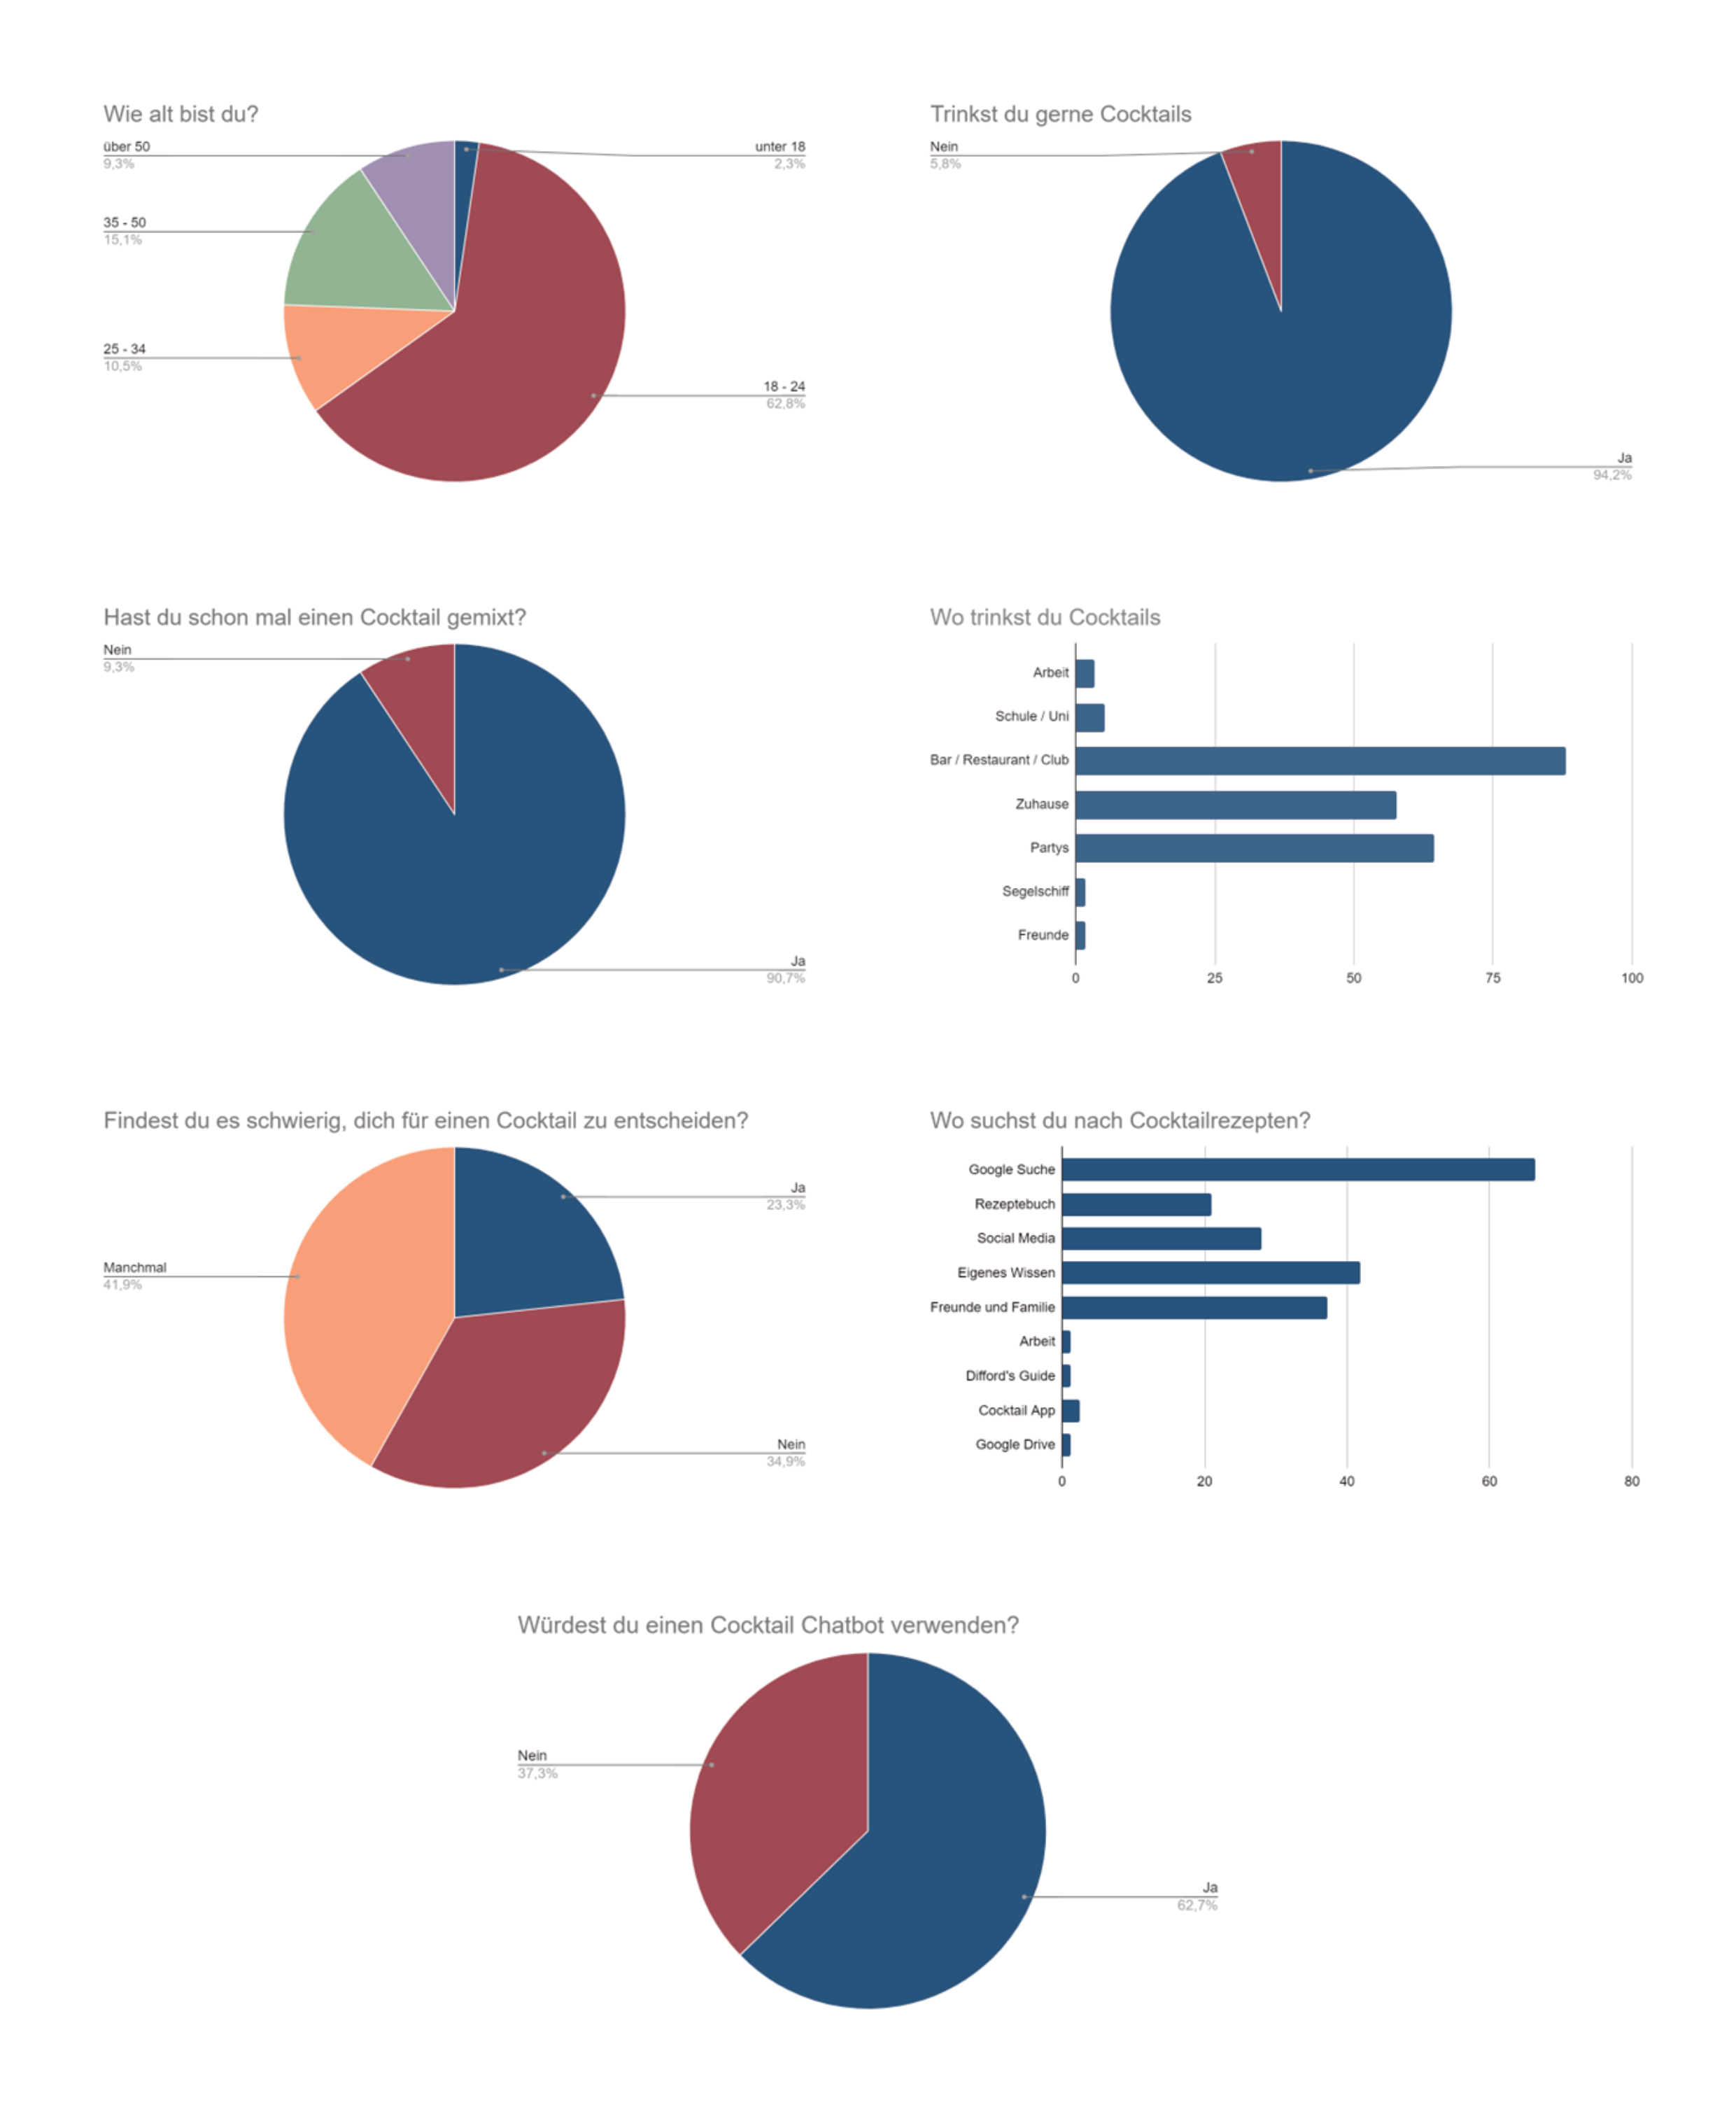 Wie alt bist du?
über 50
9,3%
unter 18
2,3%
35 - 50
15,1%
25 - 34
10,5%
18 - 24
62,8%
Trinkst du gerne Cocktails
Nein
5,8%
Ja
94,2%
Hast du schon mal einen Cocktail gemixt?
Nein
9,3%
Ja
90,7%
Wo trinkst du Cocktails
Arbeit
Schule / Uni
Bar / Restaurant / Club
Zuhause
Partys
Segelschiff
Freunde
0 25 50 75 100
Findest du es schwierig, dich für einen Cocktail zu entscheiden?
Ja
23,3%
Manchmal
41,9%
Nein
34,9%
Wo suchst du nach Cocktailrezepten?
Google Suche
Rezeptebuch
Social Media
Eigenes Wissen
Freunde und Familie
Arbeit
Difford's Guide
Cocktail App
Google Drive
0 20 40 60 80
Würdest du einen Cocktail Chatbot verwenden?
Nein
37,3%
Ja
62,7%